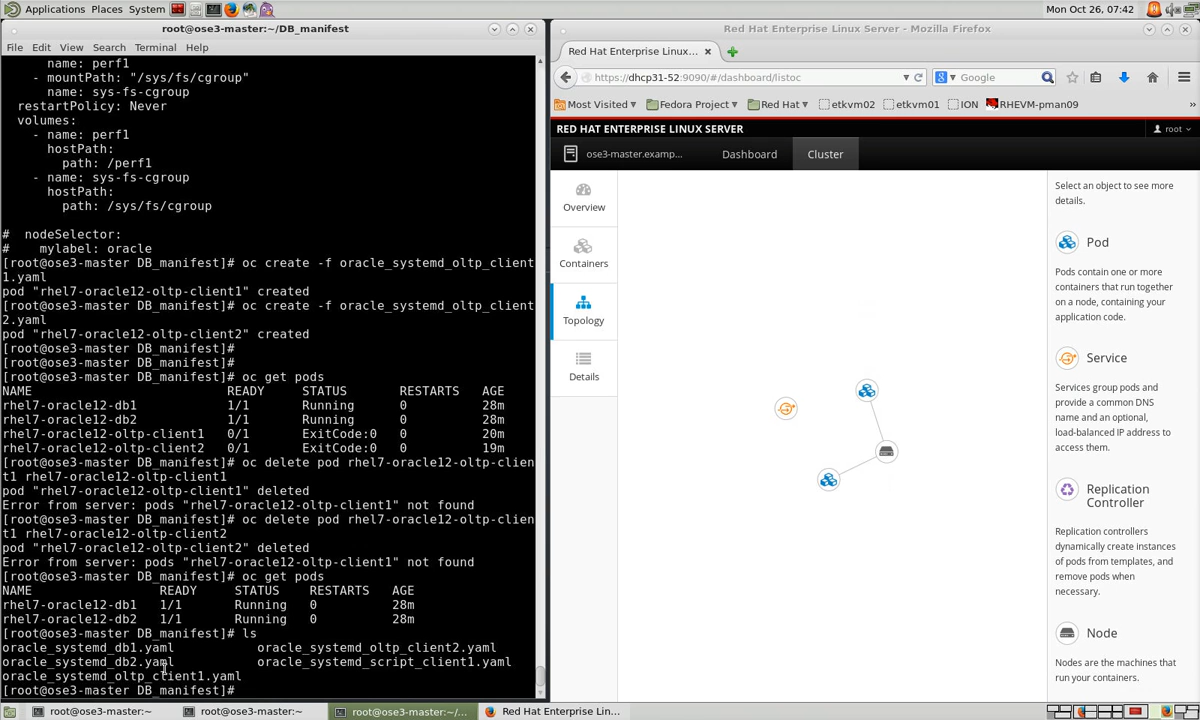 Applications Places System
Mon Oct 26, 07:42
root@ose3-master:~/DB_manifest
File Edit View Search Terminal Help
name: perf1
- mountPath: "/sys/fs/cgroup"
name: sys-fs-cgroup
restartPolicy: Never
volumes:
- name: perf1
hostPath:
path: /perf1
- name: sys-fs-cgroup
hostPath:
path: /sys/fs/cgroup
# nodeSelector:
# mylabel: oracle
[root@ose3-master DB_manifest]# oc create -f oracle_systemd_oltp_client
1.yaml
pod "rhel7-oracle12-oltp-client1" created
[root@ose3-master DB_manifest]# oc create -f oracle_systemd_oltp_client
2.yaml
pod "rhel7-oracle12-oltp-client2" created
[root@ose3-master DB_manifest]#
[root@ose3-master DB_manifest]#
[root@ose3-master DB_manifest]# oc get pods
NAME READY STATUS RESTARTS AGE
rhel7-oracle12-db1 1/1 Running 0 28m
rhel7-oracle12-db2 1/1 Running 0 28m
rhel7-oracle12-oltp-client1 0/1 ExitCode:0 0 20m
rhel7-oracle12-oltp-client2 0/1 ExitCode:0 0 19m
[root@ose3-master DB_manifest]# oc delete pod rhel7-oracle12-oltp-clien
t1 rhel7-oracle12-oltp-client1
pod "rhel7-oracle12-oltp-client1" deleted
Error from server: pods "rhel7-oracle12-oltp-client1" not found
[root@ose3-master DB_manifest]# oc delete pod rhel7-oracle12-oltp-clien
t1 rhel7-oracle12-oltp-client2
pod "rhel7-oracle12-oltp-client2" deleted
Error from server: pods "rhel7-oracle12-oltp-client1" not found
[root@ose3-master DB_manifest]# oc get pods
NAME READY STATUS RESTARTS AGE
rhel7-oracle12-db1 1/1 Running 0 28m
rhel7-oracle12-db2 1/1 Running 0 28m
[root@ose3-master DB_manifest]# ls
oracle_systemd_db1.yaml oracle_systemd_oltp_client2.yaml
oracle_systemd_db2.yaml oracle_systemd_script_client1.yaml
oracle_systemd_oltp_client1.yaml
[root@ose3-master DB_manifest]#
Red Hat Enterprise Linux Server - Mozilla Firefox
Red Hat Enterprise Linux...
https://dhcp31-52:9090/#/dashboard/listoc
Google
Most Visited Fedora Project Red Hat etkvm02 etkvm01 ION RHEVM-pman09 »
RED HAT ENTERPRISE LINUX SERVER
root
ose3-master.examp... Dashboard Cluster
Overview
Containers
Topology
Details
Select an object to see more
details.
Pod
Pods contain one or more
containers that run together
on a node, containing your
application code.
Service
Services group pods and
provide a common DNS
name and an optional,
load-balanced IP address to
access them.
Replication
Controller
Replication controllers
dynamically create instances
of pods from templates, and
remove pods when
necessary.
Node
Nodes are the machines that
run your containers.
root@ose3-master:~
root@ose3-master:~
root@ose3-master:~/...
Red Hat Enterprise Lin...